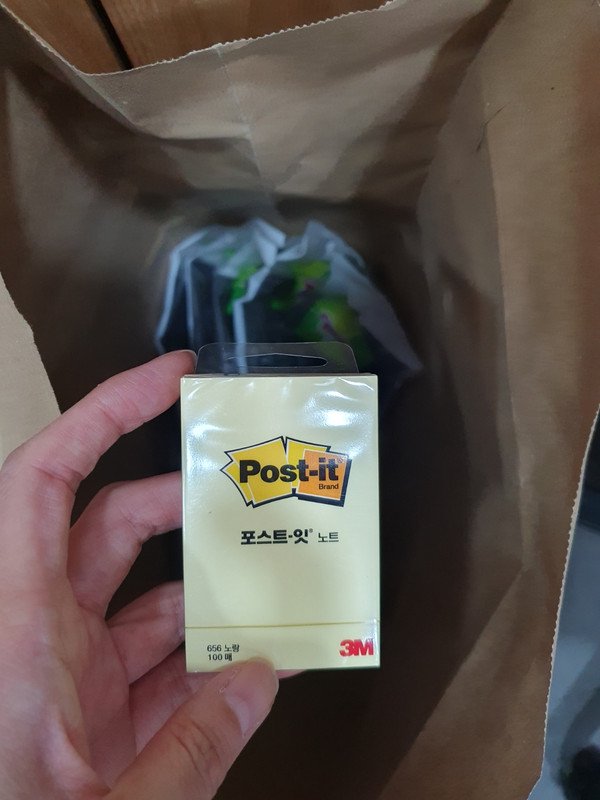 Post-it
Brand
포스트-잇® 노트
656 노랑
100 매
3M